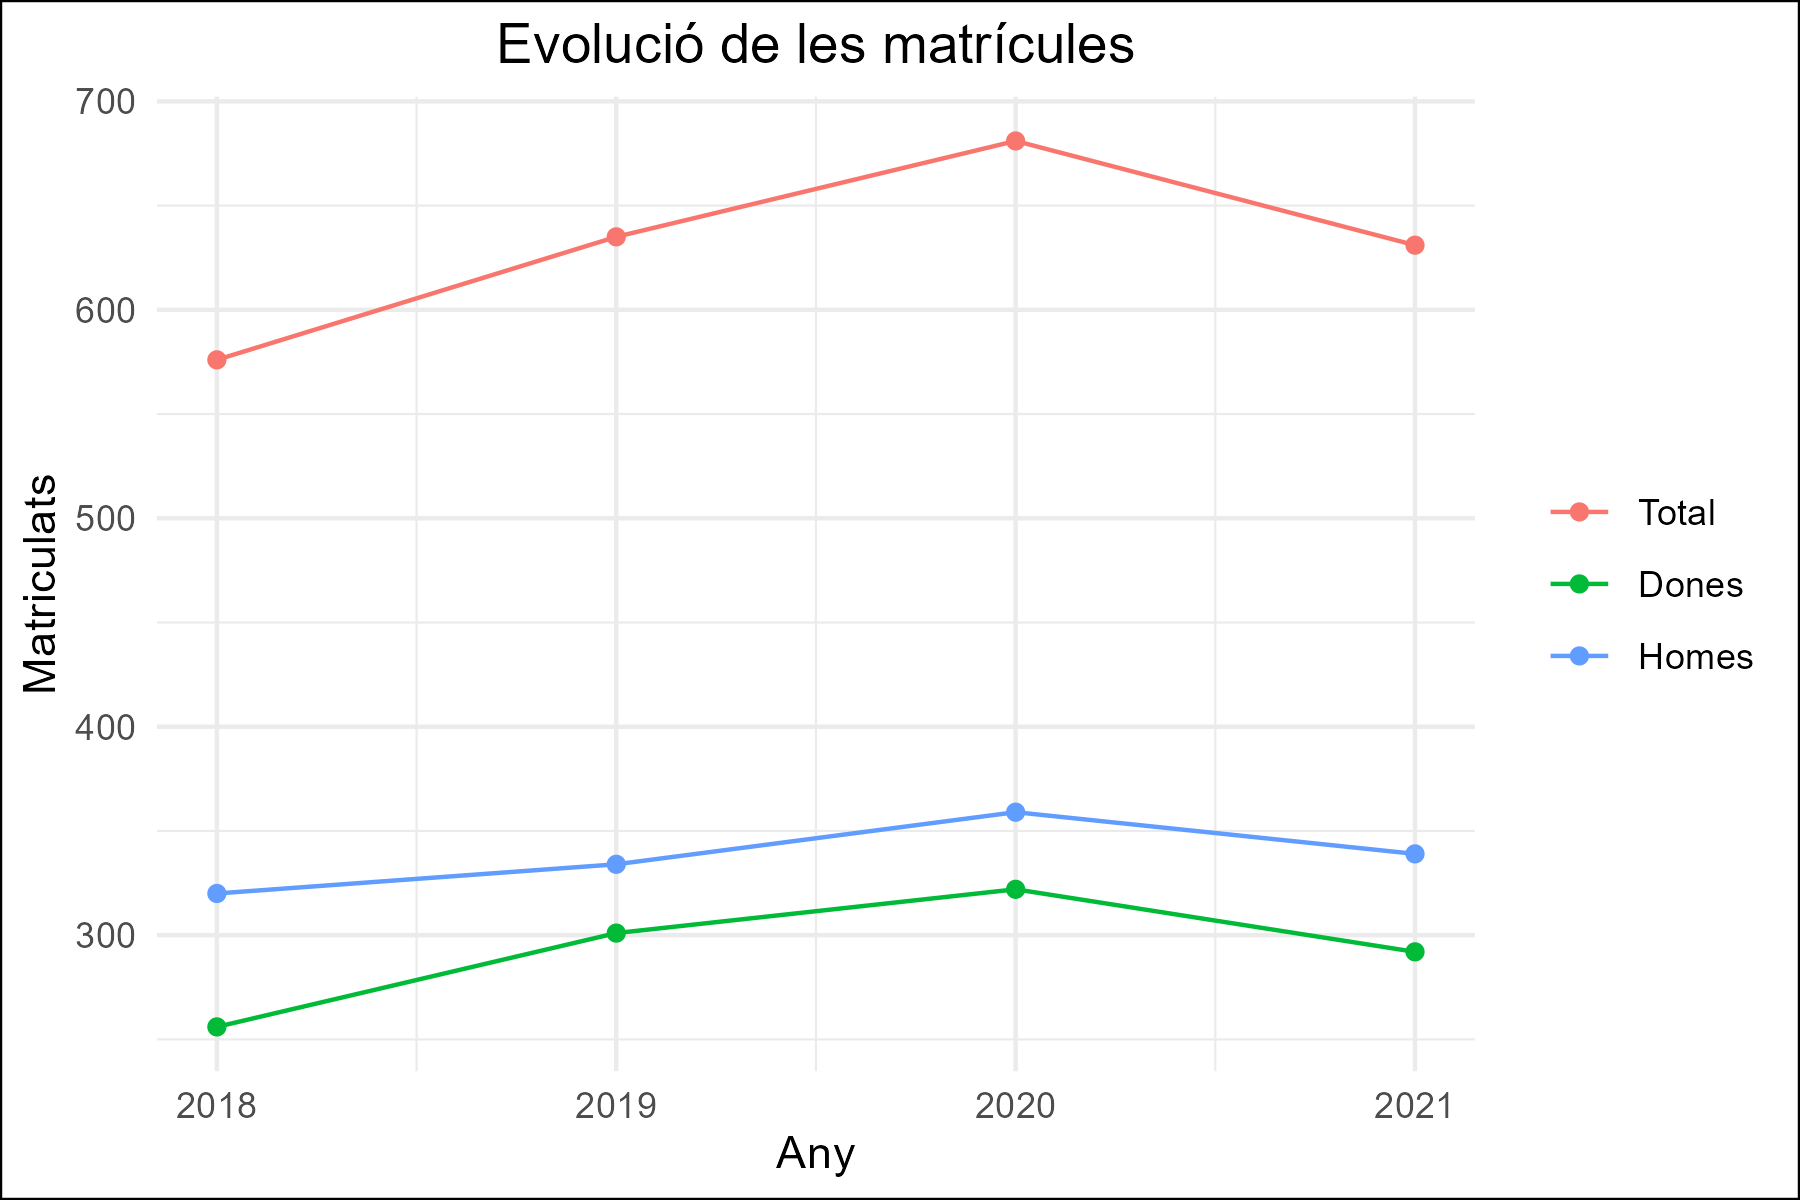 Evolució de les matrícules
700
600
500
400
300
Matriculats
2018 2019 2020 2021
Any
Total
Dones
Homes